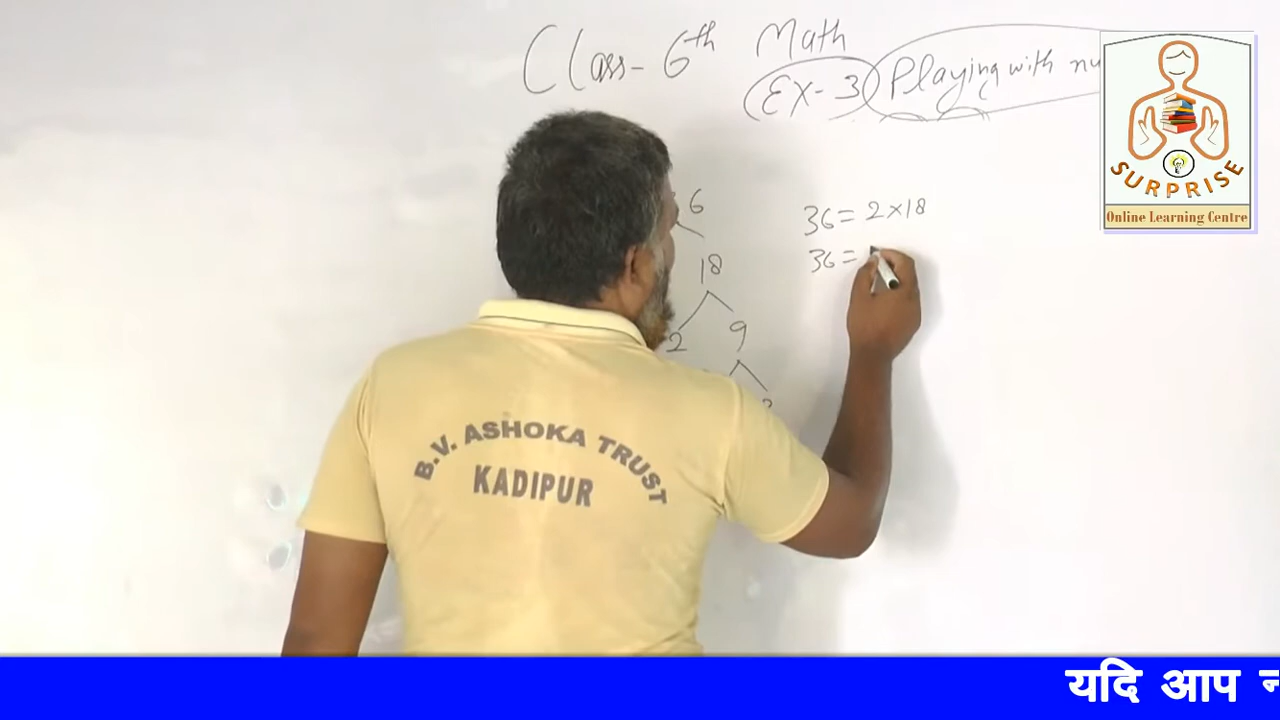 Class- 6th Math
Ex-3 Playing with nu
SURPRISE
Online Learning Centre
6
18
2 9
36= 2×18
36=
B.V. ASHOKA TRUST
KADIPUR
यदि आप